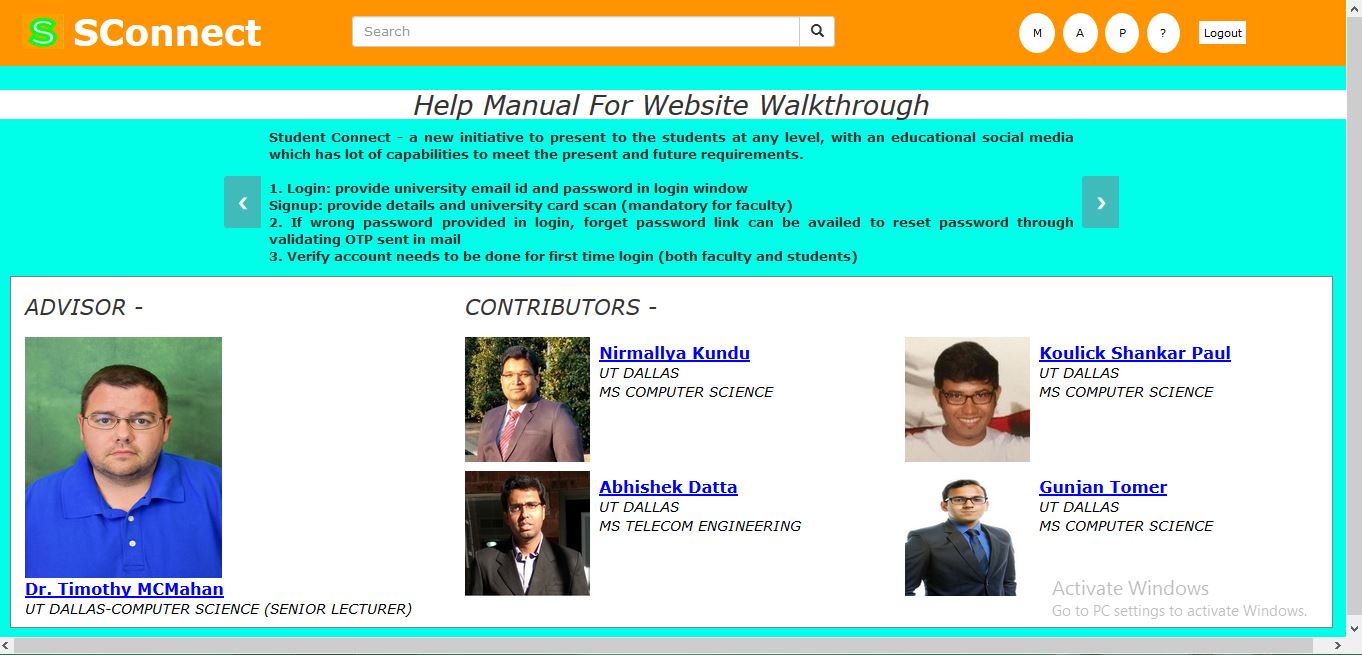 S SConnect
Search
M A P ? Logout
Help Manual For Website Walkthrough
Student Connect - a new initiative to present to the students at any level, with an educational social media
which has lot of capabilities to meet the present and future requirements.
1. Login: provide university email id and password in login window
Signup: provide details and university card scan (mandatory for faculty)
2. If wrong password provided in login, forget password link can be availed to reset password through
validating OTP sent in mail
3. Verify account needs to be done for first time login (both faculty and students)
‹
›
ADVISOR -
Dr. Timothy MCMahan
UT DALLAS-COMPUTER SCIENCE (SENIOR LECTURER)
CONTRIBUTORS -
Nirmallya Kundu
UT DALLAS
MS COMPUTER SCIENCE
Koulick Shankar Paul
UT DALLAS
MS COMPUTER SCIENCE
Abhishek Datta
UT DALLAS
MS TELECOM ENGINEERING
Gunjan Tomer
UT DALLAS
MS COMPUTER SCIENCE
Activate Windows
Go to PC settings to activate Windows.